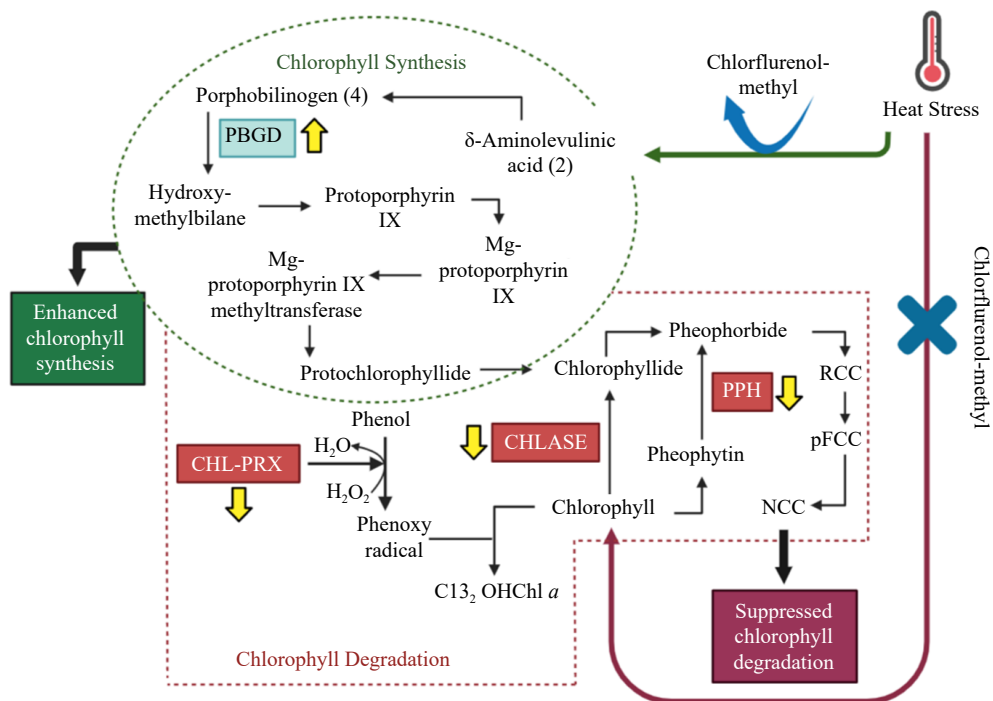 Chlorophyll Synthesis
Porphobilinogen (4)
PBGD
δ-Aminolevulinic
acid (2)
Hydroxy-
methylbilane
Protoporphyrin
IX
Mg-
protoporphyrin
IX
Mg-
protoporphyrin IX
methyltransferase
Protochlorophyllide
Enhanced
chlorophyll
synthesis
Chlorflurenol-
methyl
Heat Stress
Chlorflurenol-methyl
Chlorophyllide
Pheophorbide
RCC
pFCC
NCC
PPH
Pheophytin
CHLASE
Chlorophyll
Phenol
H₂O
H₂O₂
CHL-PRX
Phenoxy
radical
C13₂ OHChl a
Chlorophyll Degradation
Suppressed
chlorophyll
degradation